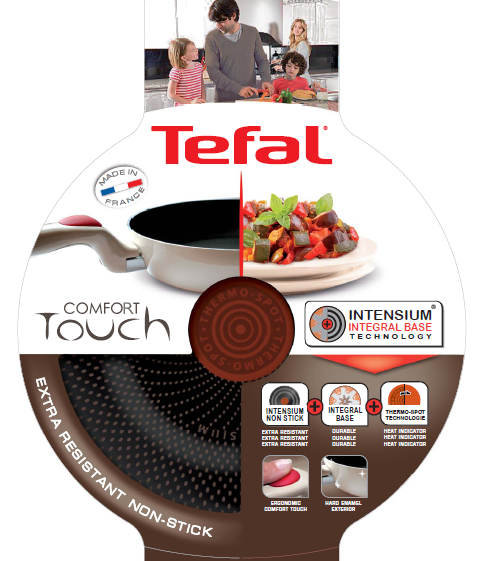 Tefal®
MADE IN
FRANCE
COMFORT
Touch
THERMO-SPOT · THERMO-SPOT
INTENSIUM®
INTEGRAL BASE
TECHNOLOGY
EXTRA RESISTANT NON-STICK
INTENSIUM
NON STICK
EXTRA RESISTANT
EXTRA RESISTANT
EXTRA RESISTANT
INTEGRAL
BASE
DURABLE
DURABLE
DURABLE
THERMO-SPOT
TECHNOLOGIE
HEAT INDICATOR
HEAT INDICATOR
HEAT INDICATOR
ERGONOMIC
COMFORT TOUCH
HARD ENAMEL
EXTERIOR